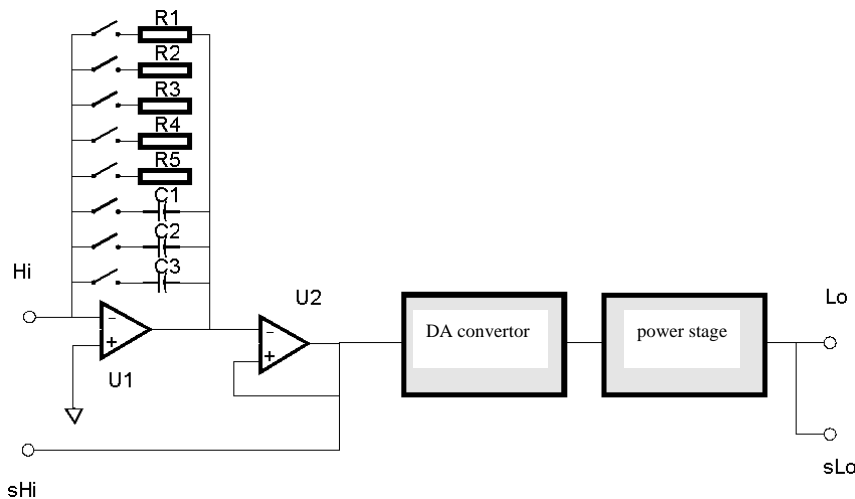 R1
R2
R3
R4
R5
C1
C2
C3
Hi
U2
Lo
-
+
U1
-
+
DA convertor
power stage
sHi
sLo